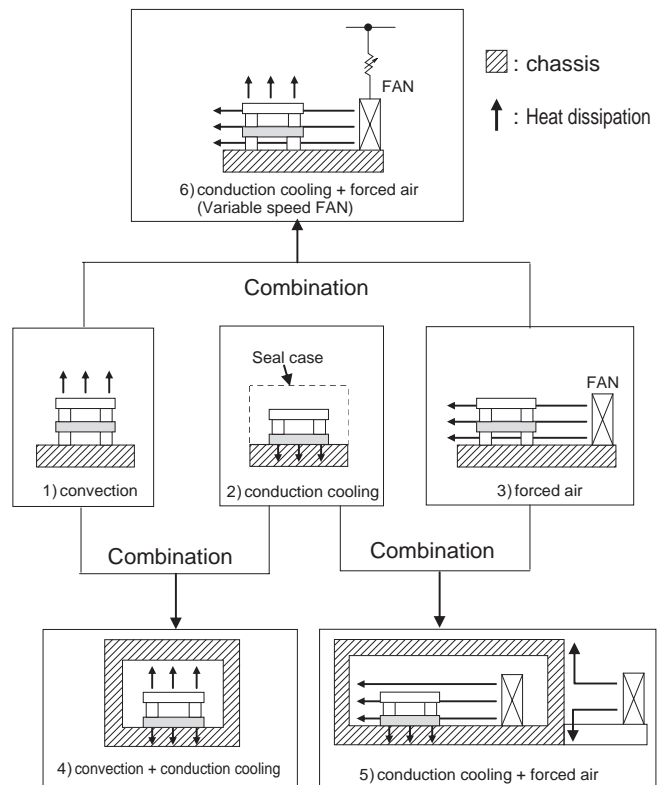 FAN
: chassis
: Heat dissipation
6) conduction cooling + forced air
(Variable speed FAN)
Combination
Seal case
FAN
1) convection
2) conduction cooling
3) forced air
Combination
Combination
4) convection + conduction cooling
5) conduction cooling + forced air